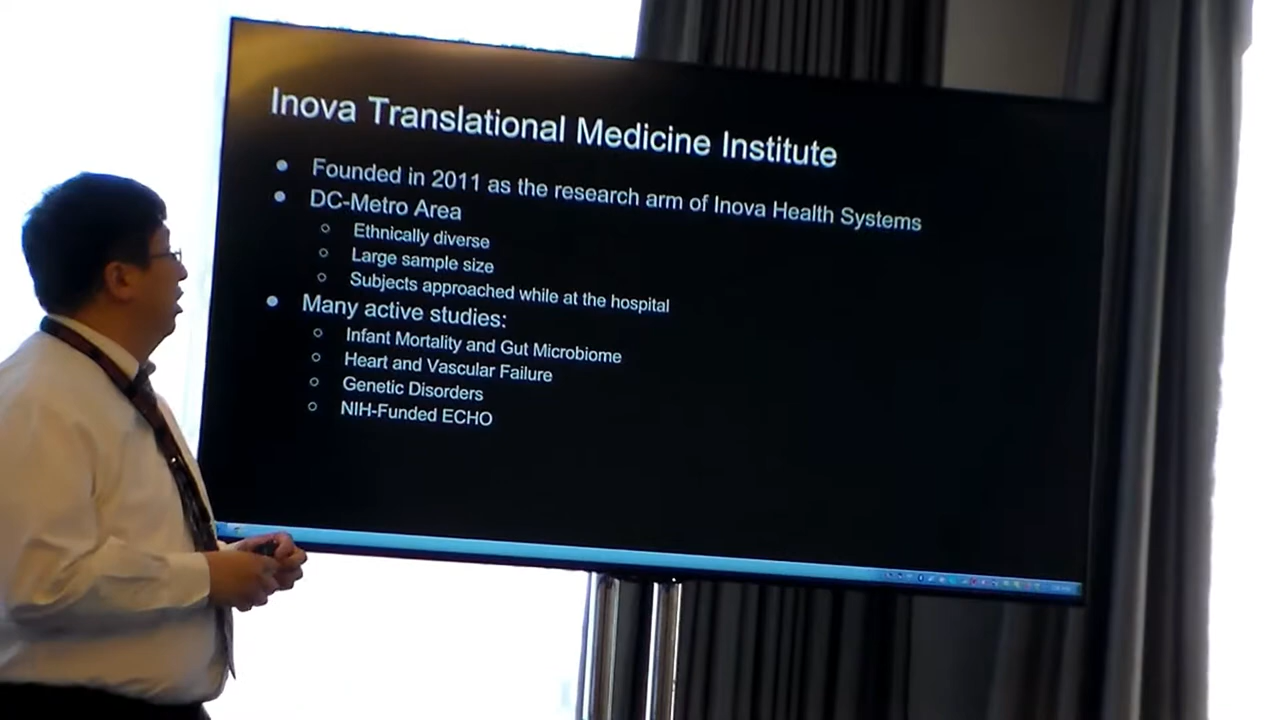 Inova Translational Medicine Institute
● Founded in 2011 as the research arm of Inova Health Systems
● DC-Metro Area
○ Ethnically diverse
○ Large sample size
○ Subjects approached while at the hospital
● Many active studies:
○ Infant Mortality and Gut Microbiome
○ Heart and Vascular Failure
○ Genetic Disorders
○ NIH-Funded ECHO